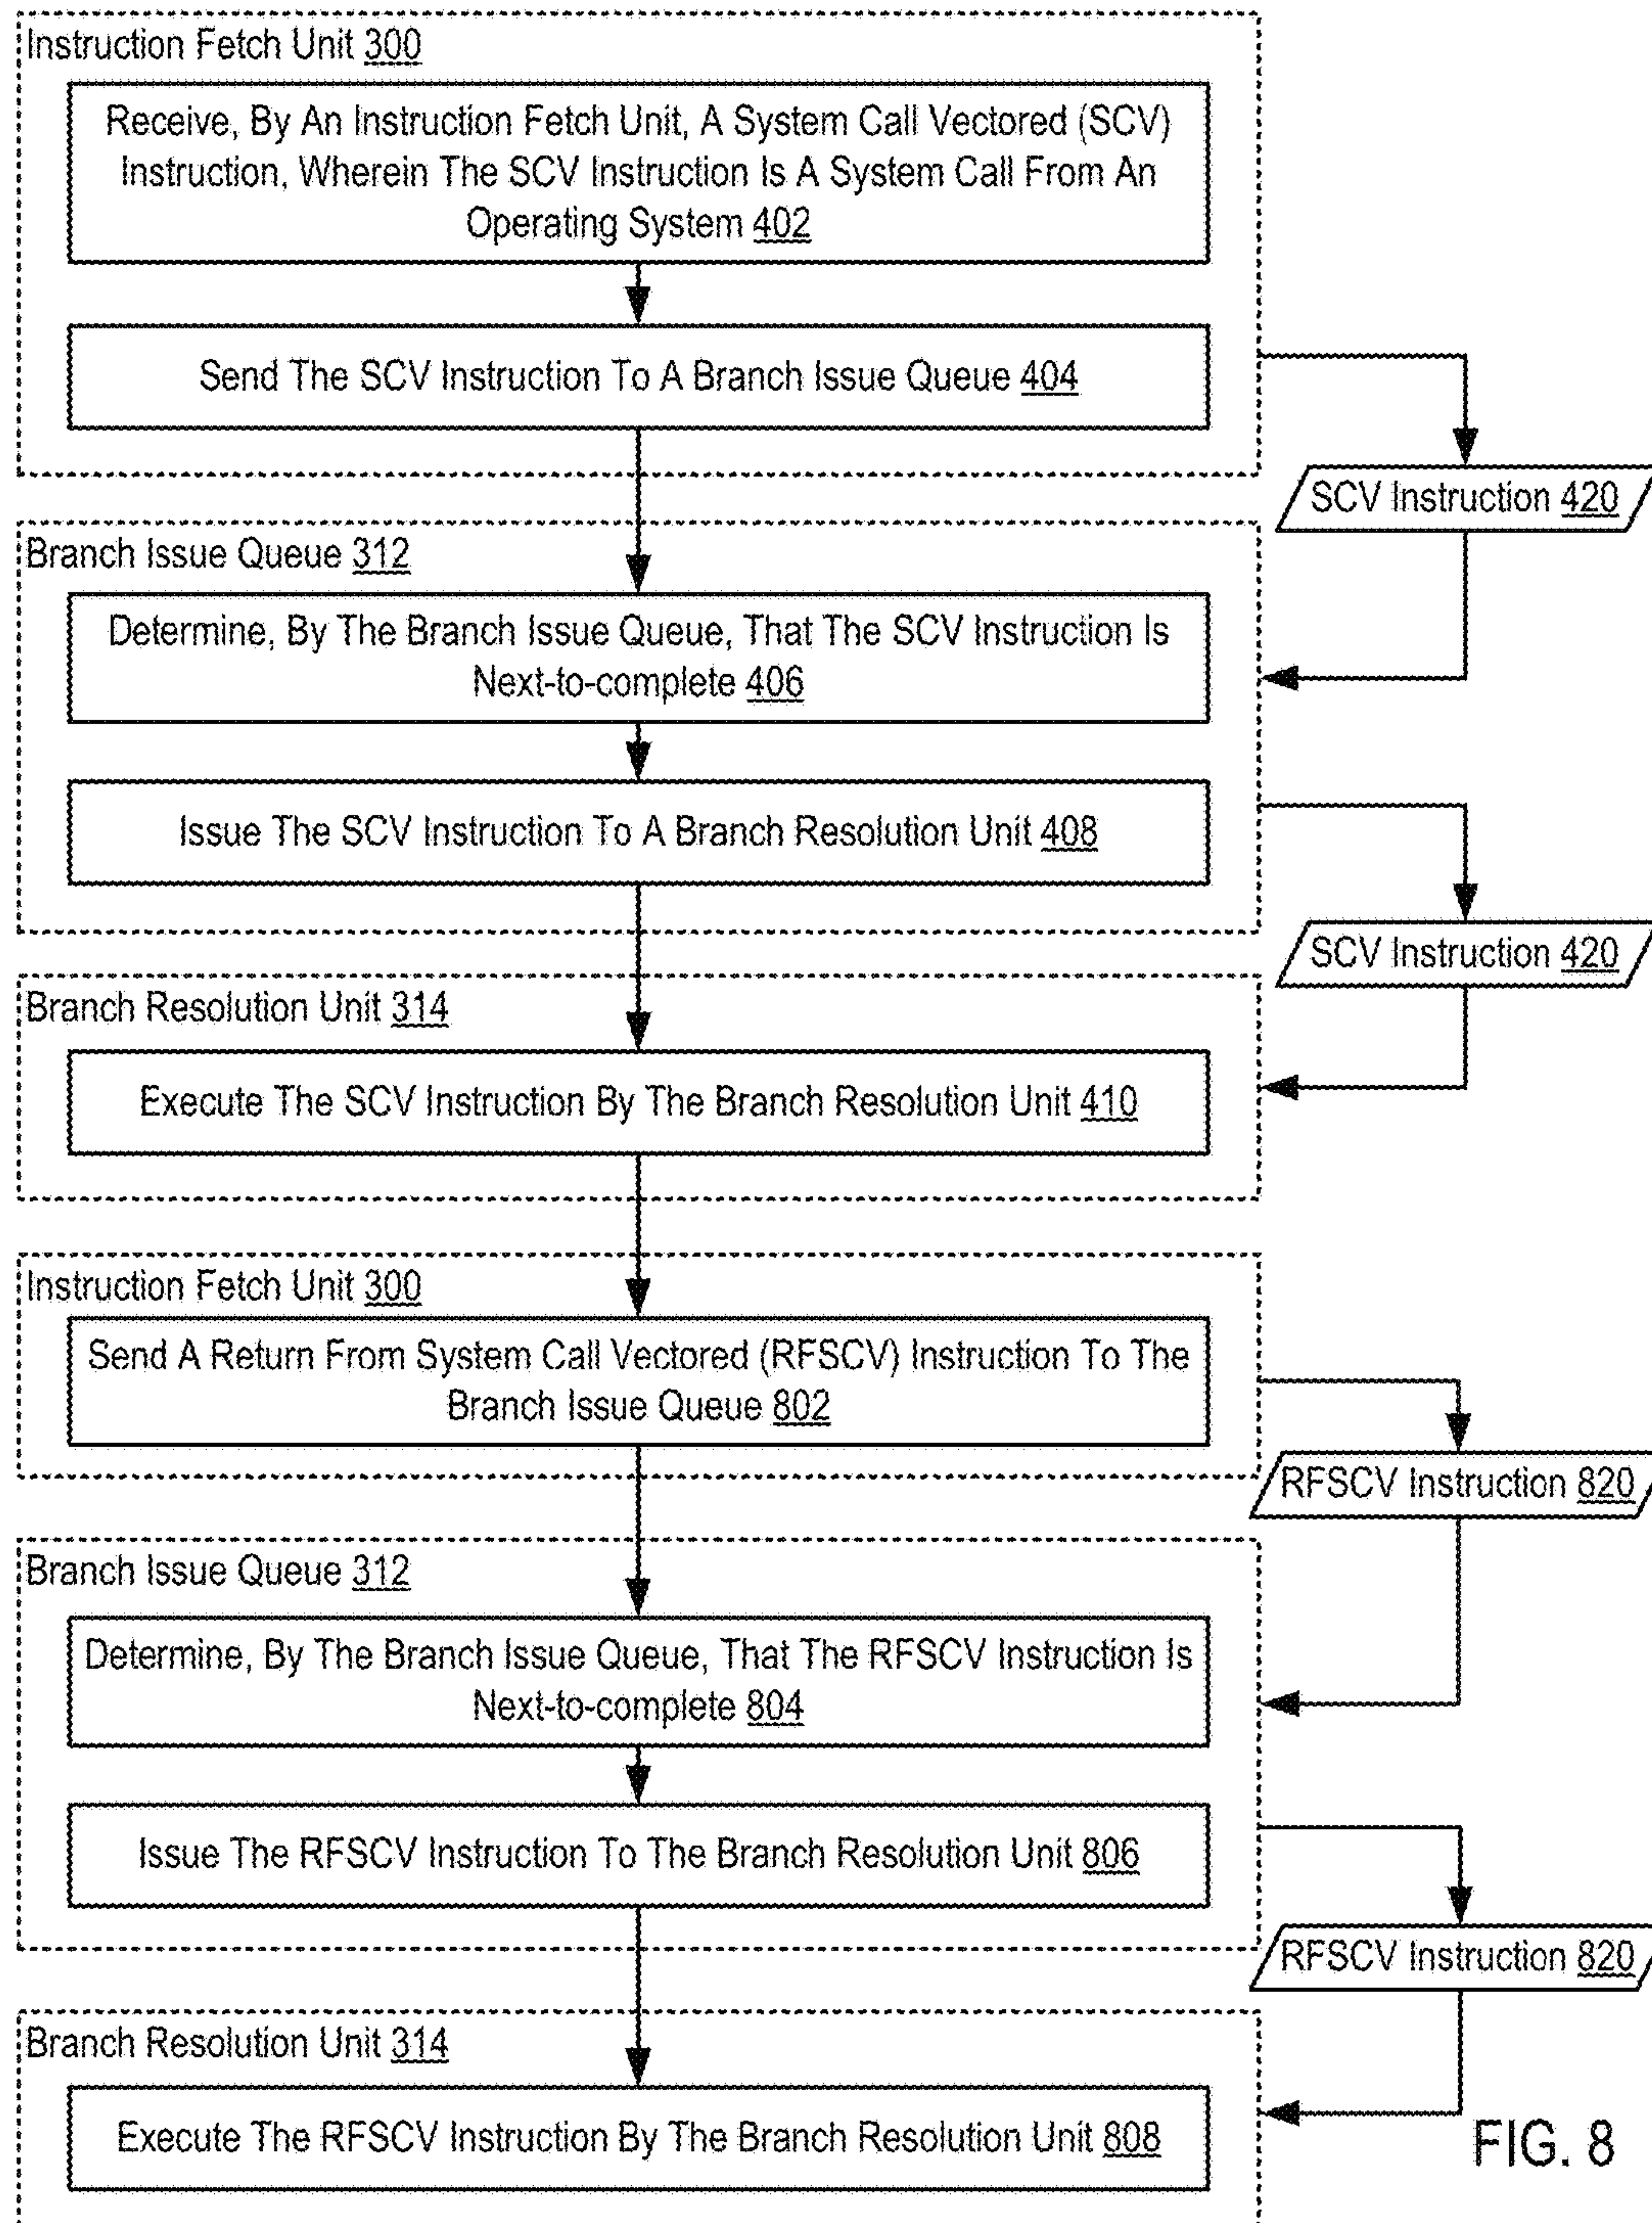 Instruction Fetch Unit 300
Receive, By An Instruction Fetch Unit, A System Call Vectored (SCV)
Instruction, Wherein The SCV Instruction Is A System Call From An
Operating System 402
Send The SCV Instruction To A Branch Issue Queue 404
SCV Instruction 420
Branch Issue Queue 312
Determine, By The Branch Issue Queue, That The SCV Instruction Is
Next-to-complete 406
Issue The SCV Instruction To A Branch Resolution Unit 408
SCV Instruction 420
Branch Resolution Unit 314
Execute The SCV Instruction By The Branch Resolution Unit 410
Instruction Fetch Unit 300
Send A Return From System Call Vectored (RFSCV) Instruction To The
Branch Issue Queue 802
RFSCV Instruction 820
Branch Issue Queue 312
Determine, By The Branch Issue Queue, That The RFSCV Instruction Is
Next-to-complete 804
Issue The RFSCV Instruction To The Branch Resolution Unit 806
RFSCV Instruction 820
Branch Resolution Unit 314
Execute The RFSCV Instruction By The Branch Resolution Unit 808
FIG. 8